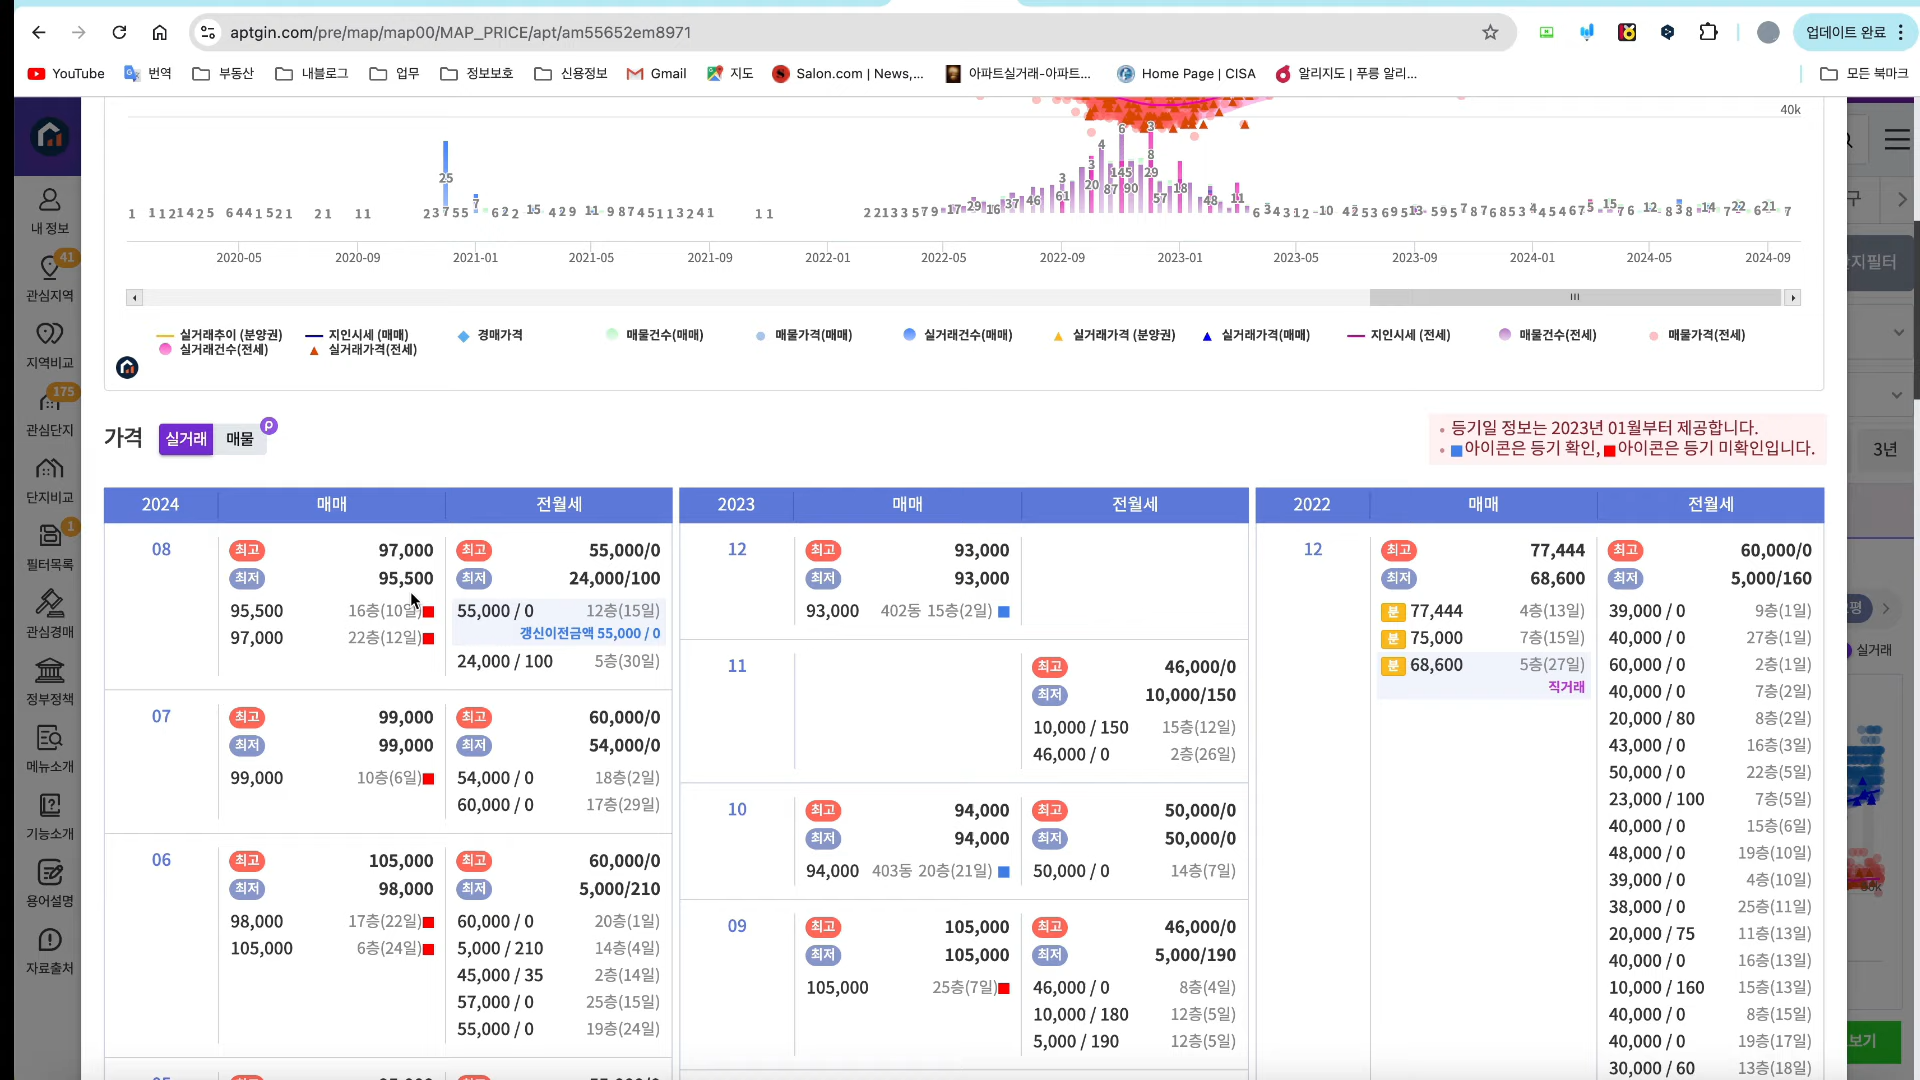 aptgin.com/pre/map/map00/MAP_PRICE/apt/am55652em8971
업데이트 완료
YouTube 번역 부동산 내블로그 업무 정보보호 신용정보 Gmail 지도 Salon.com | News,... 아파트실거래-아파트... Home Page | CISA 알리지도 | 푸릉 알리... 모든 북마크
내 정보
41
관심지역
지역비교
175
관심단지
단지비교
1
필터목록
관심경매
정부정책
메뉴소개
기능소개
용어설명
자료출처
40k
2020-05 2020-09 2021-01 2021-05 2021-09 2022-01 2022-05 2022-09 2023-01 2023-05 2023-09 2024-01 2024-05 2024-09
실거래추이 (분양권) 지인시세 (매매) 경매가격 매물건수(매매) 매물가격(매매) 실거래건수(매매) 실거래가격 (분양권) 실거래가격(매매) 지인시세 (전세) 매물건수(전세) 매물가격(전세)
실거래건수(전세) 실거래가격(전세)
가격 실거래 매물 P
등기일 정보는 2023년 01월부터 제공합니다.
아이콘은 등기 확인, 아이콘은 등기 미확인입니다.
2024 매매 전월세
08
최고 97,000 최고 55,000/0
최저 95,500 최저 24,000/100
95,500 16층(10일) 55,000 / 0 12층(15일)
갱신이전금액 55,000 / 0
97,000 22층(12일)
24,000 / 100 5층(30일)
07
최고 99,000 최고 60,000/0
최저 99,000 최저 54,000/0
99,000 10층(6일) 54,000 / 0 18층(2일)
60,000 / 0 17층(29일)
06
최고 105,000 최고 60,000/0
최저 98,000 최저 5,000/210
98,000 17층(22일) 60,000 / 0 20층(1일)
105,000 6층(24일) 5,000 / 210 14층(4일)
45,000 / 35 2층(14일)
57,000 / 0 25층(15일)
55,000 / 0 19층(24일)
2023 매매 전월세
12
최고 93,000
최저 93,000
93,000 402동 15층(2일)
11
최고 46,000/0
최저 10,000/150
10,000 / 150 15층(12일)
46,000 / 0 2층(26일)
10
최고 94,000 최고 50,000/0
최저 94,000 최저 50,000/0
94,000 403동 20층(21일) 50,000 / 0 14층(7일)
09
최고 105,000 최고 46,000/0
최저 105,000 최저 5,000/190
105,000 25층(7일) 46,000 / 0 8층(4일)
10,000 / 180 12층(5일)
5,000 / 190 12층(5일)
2022 매매 전월세
12
최고 77,444 최고 60,000/0
최저 68,600 최저 5,000/160
분 77,444 4층(13일) 39,000 / 0 9층(1일)
분 75,000 7층(15일) 40,000 / 0 27층(1일)
분 68,600 5층(27일) 60,000 / 0 2층(1일)
직거래 40,000 / 0 7층(2일)
20,000 / 80 8층(2일)
43,000 / 0 16층(3일)
50,000 / 0 22층(5일)
23,000 / 100 7층(5일)
40,000 / 0 15층(6일)
48,000 / 0 19층(10일)
39,000 / 0 4층(10일)
38,000 / 0 25층(11일)
20,000 / 75 11층(13일)
40,000 / 0 16층(13일)
10,000 / 160 15층(13일)
40,000 / 0 8층(15일)
40,000 / 0 19층(17일)
30,000 / 60 13층(18일)
구
지필터
3년
평
실거래
보기